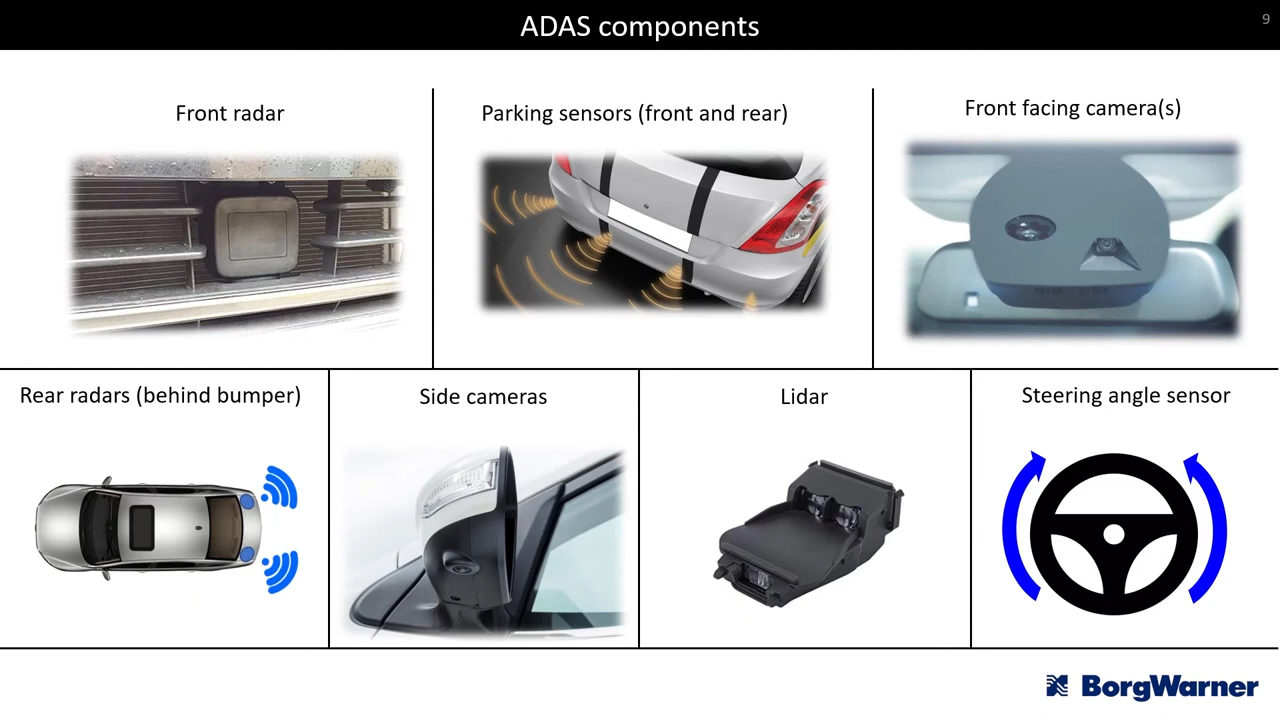 ADAS components
9
Front radar
Parking sensors (front and rear)
Front facing camera(s)
Rear radars (behind bumper)
Side cameras
Lidar
Steering angle sensor
BorgWarner